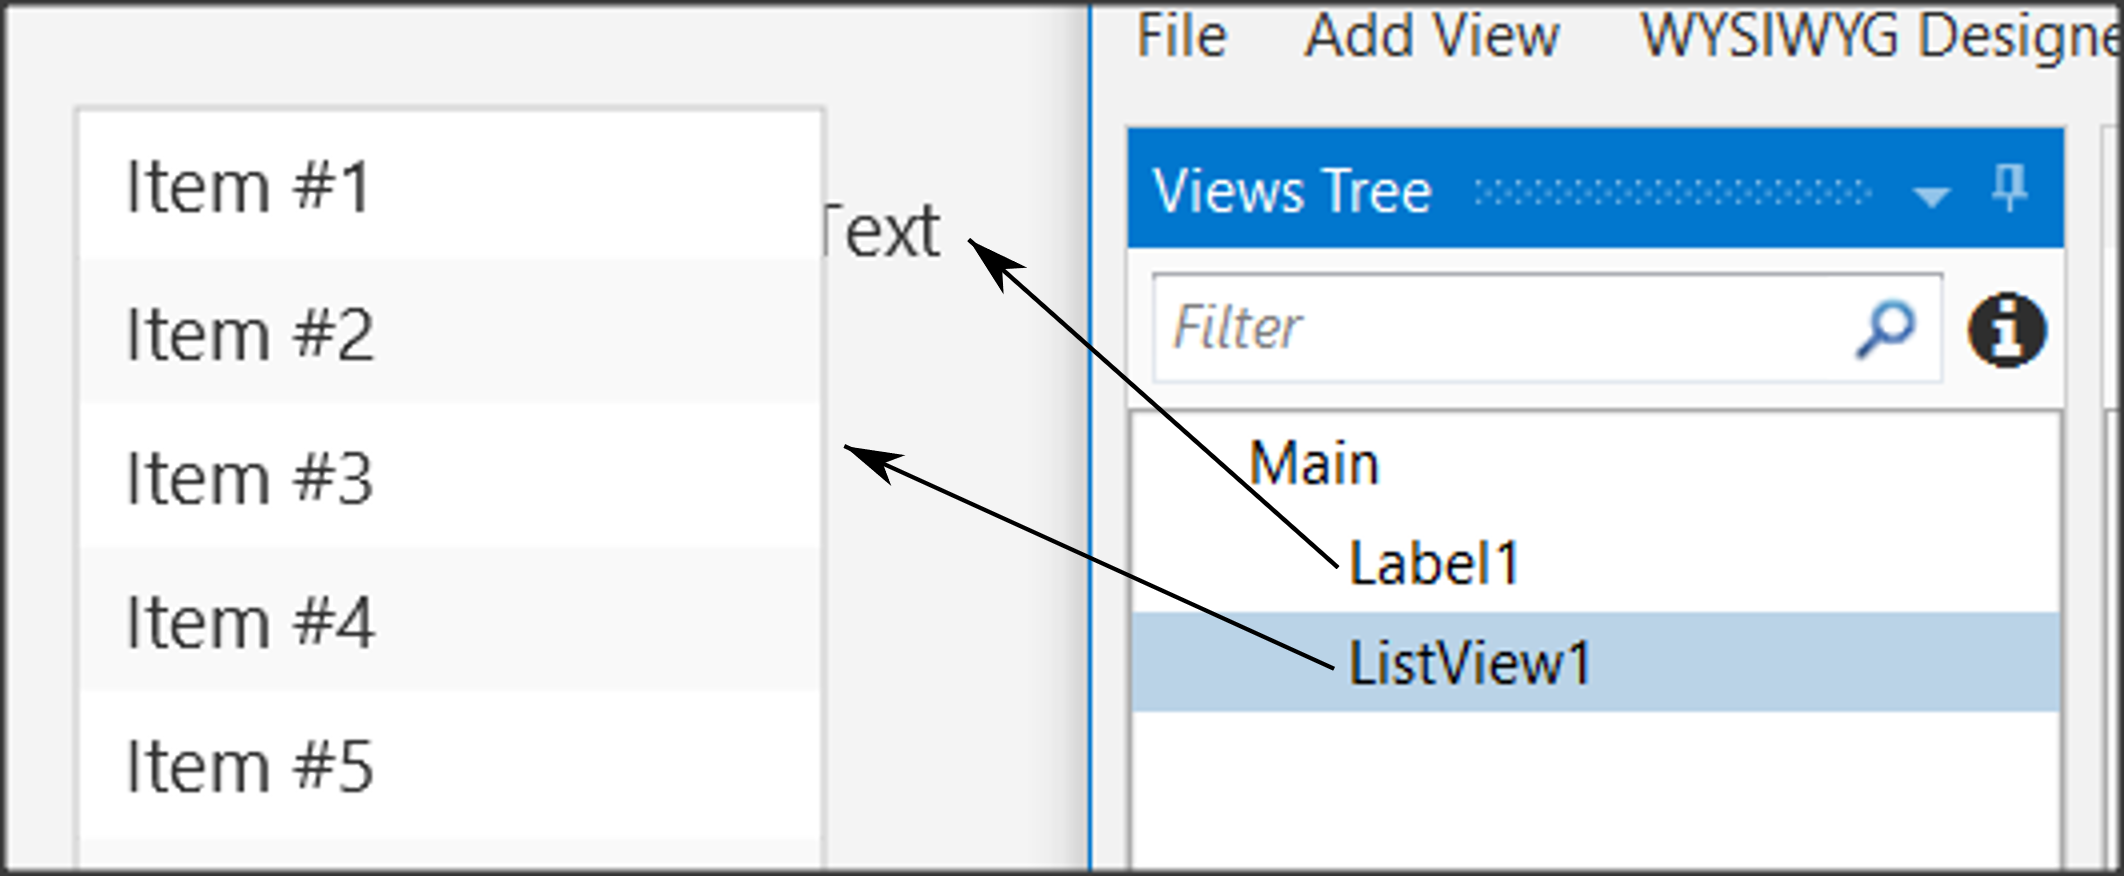 Item #1
Text
Item #2
Item #3
Item #4
Item #5
File Add View WYSIWYG Designe
Views Tree
Filter
Main
Label1
ListView1